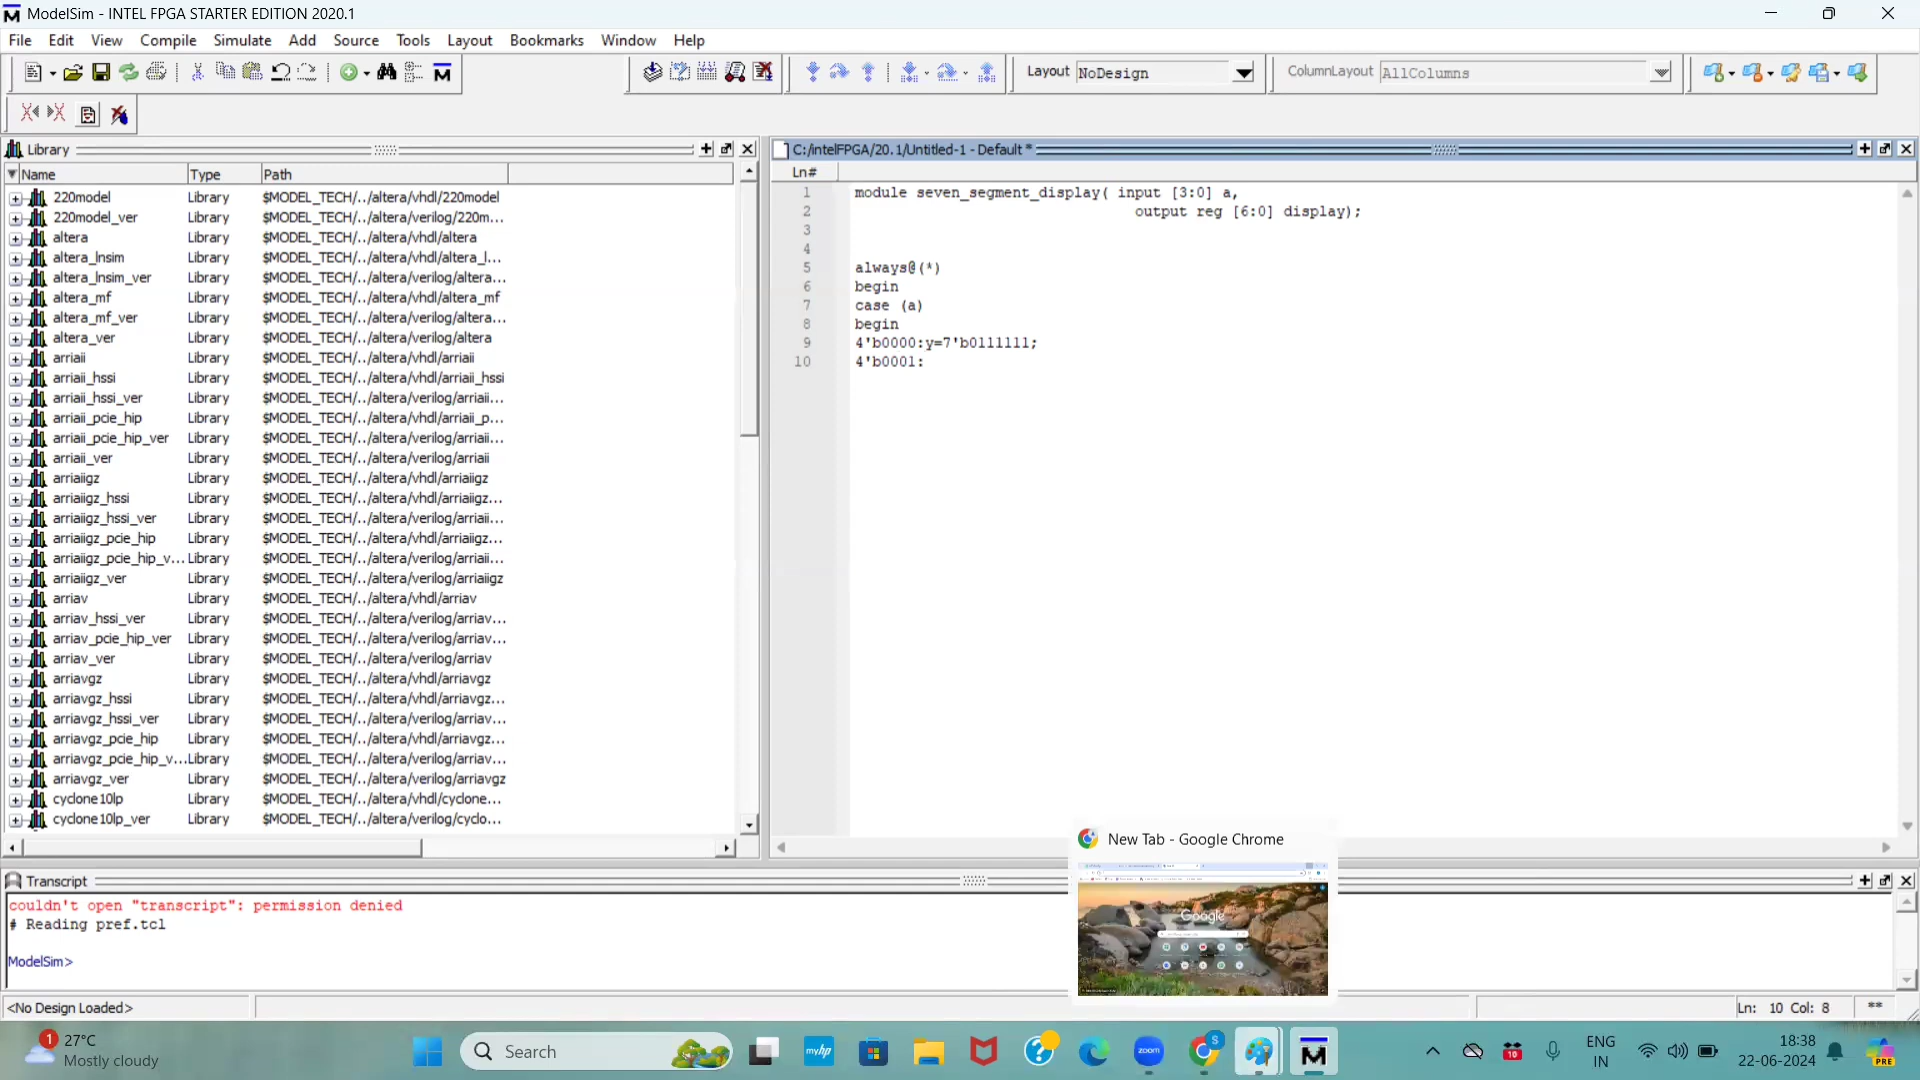 ModelSim - INTEL FPGA STARTER EDITION 2020.1
File Edit View Compile Simulate Add Source Tools Layout Bookmarks Window Help
Layout NoDesign
ColumnLayout AllColumns
Library
Name Type Path
220model Library $MODEL_TECH/../altera/vhdl/220model
220model_ver Library $MODEL_TECH/../altera/verilog/220m...
altera Library $MODEL_TECH/../altera/vhdl/altera
altera_lnsim Library $MODEL_TECH/../altera/vhdl/altera_l...
altera_lnsim_ver Library $MODEL_TECH/../altera/verilog/altera...
altera_mf Library $MODEL_TECH/../altera/vhdl/altera_mf
altera_mf_ver Library $MODEL_TECH/../altera/verilog/altera...
altera_ver Library $MODEL_TECH/../altera/verilog/altera
arriaii Library $MODEL_TECH/../altera/vhdl/arriaii
arriaii_hssi Library $MODEL_TECH/../altera/vhdl/arriaii_hssi
arriaii_hssi_ver Library $MODEL_TECH/../altera/verilog/arriaii...
arriaii_pcie_hip Library $MODEL_TECH/../altera/vhdl/arriaii_p...
arriaii_pcie_hip_ver Library $MODEL_TECH/../altera/verilog/arriaii...
arriaii_ver Library $MODEL_TECH/../altera/verilog/arriaii
arriaiigz Library $MODEL_TECH/../altera/vhdl/arriaiigz
arriaiigz_hssi Library $MODEL_TECH/../altera/vhdl/arriaiigz...
arriaiigz_hssi_ver Library $MODEL_TECH/../altera/verilog/arriaii...
arriaiigz_pcie_hip Library $MODEL_TECH/../altera/vhdl/arriaiigz...
arriaiigz_pcie_hip_v... Library $MODEL_TECH/../altera/verilog/arriaii...
arriaiigz_ver Library $MODEL_TECH/../altera/verilog/arriaiigz
arriav Library $MODEL_TECH/../altera/vhdl/arriav
arriav_hssi_ver Library $MODEL_TECH/../altera/verilog/arriav...
arriav_pcie_hip_ver Library $MODEL_TECH/../altera/verilog/arriav...
arriav_ver Library $MODEL_TECH/../altera/verilog/arriav
arriavgz Library $MODEL_TECH/../altera/vhdl/arriavgz
arriavgz_hssi Library $MODEL_TECH/../altera/vhdl/arriavgz...
arriavgz_hssi_ver Library $MODEL_TECH/../altera/verilog/arriav...
arriavgz_pcie_hip Library $MODEL_TECH/../altera/vhdl/arriavgz...
arriavgz_pcie_hip_v... Library $MODEL_TECH/../altera/verilog/arriav...
arriavgz_ver Library $MODEL_TECH/../altera/verilog/arriavgz
cyclone10lp Library $MODEL_TECH/../altera/vhdl/cyclone...
cyclone10lp_ver Library $MODEL_TECH/../altera/verilog/cyclo...
C:/intelFPGA/20.1/Untitled-1 - Default *
Ln#
1 module seven_segment_display( input [3:0] a,
2 output reg [6:0] display);
3
4
5 always@(*)
6 begin
7 case (a)
8 begin
9 4'b0000:y=7'b0111111;
10 4'b0001:
New Tab - Google Chrome
Google
Transcript
couldn't open "transcript": permission denied
# Reading pref.tcl
ModelSim>
<No Design Loaded>
Ln: 10 Col: 8 **
1
27°C
Mostly cloudy
Search
myhp
zoom
S
10
ENG
IN
18:38
22-06-2024
PRE